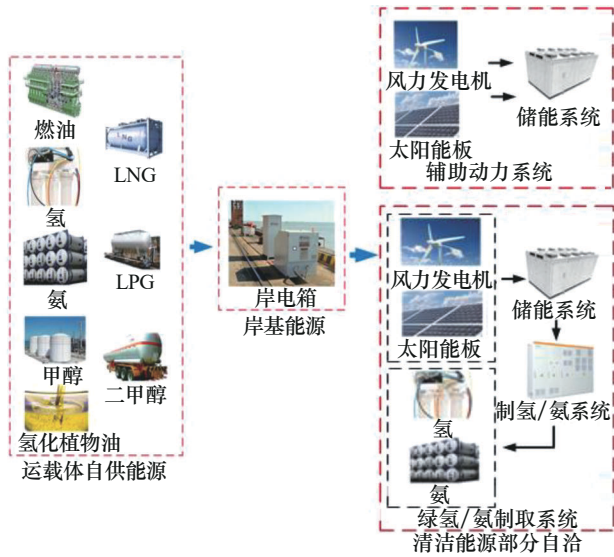 燃油
LNG
氢
LPG
氨
甲醇
二甲醇
氢化植物油
运载体自供能源
岸电箱
岸基能源
风力发电机
储能系统
太阳能板
辅助动力系统
风力发电机
储能系统
太阳能板
制氢/氨系统
氢
氨
绿氢/氨制取系统
清洁能源部分自洽